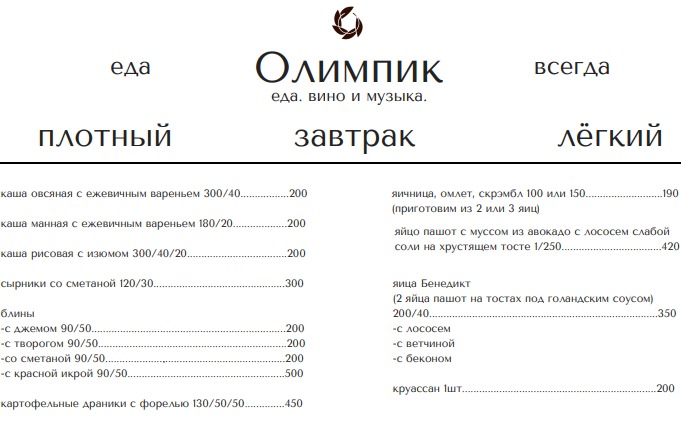 еда
Олимпик
всегда
еда. вино и музыка.
плотный
завтрак
лёгкий
каша овсяная с ежевичным вареньем 300/40.................200
каша манная с ежевичным вареньем 180/20...................200
каша рисовая с изюмом 300/40/20...................................200
сырники со сметаной 120/30..............................................300
блины
-с джемом 90/50....................................................................200
-с творогом 90/50..................................................................200
-со сметаной 90/50...............................................................200
-с красной икрой 90/50.......................................................500
картофельные драники с форелью 130/50/50..............450
яичница, омлет, скрэмбл 100 или 150...........................190
(приготовим из 2 или 3 яиц)
яйцо пашот с муссом из авокадо с лососем слабой
соли на хрустящем тосте 1/250...................................420
яица Бенедикт
(2 яйца пашот на тостах под голандским соусом)
200/40................................................................................350
-с лососем
-с ветчиной
-с беконом
круассан 1шт....................................................................200